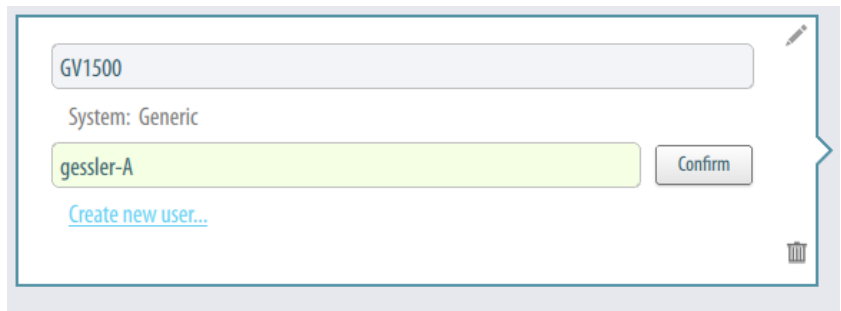 GV1500
System: Generic
gessler-A
Confirm
Create new user...